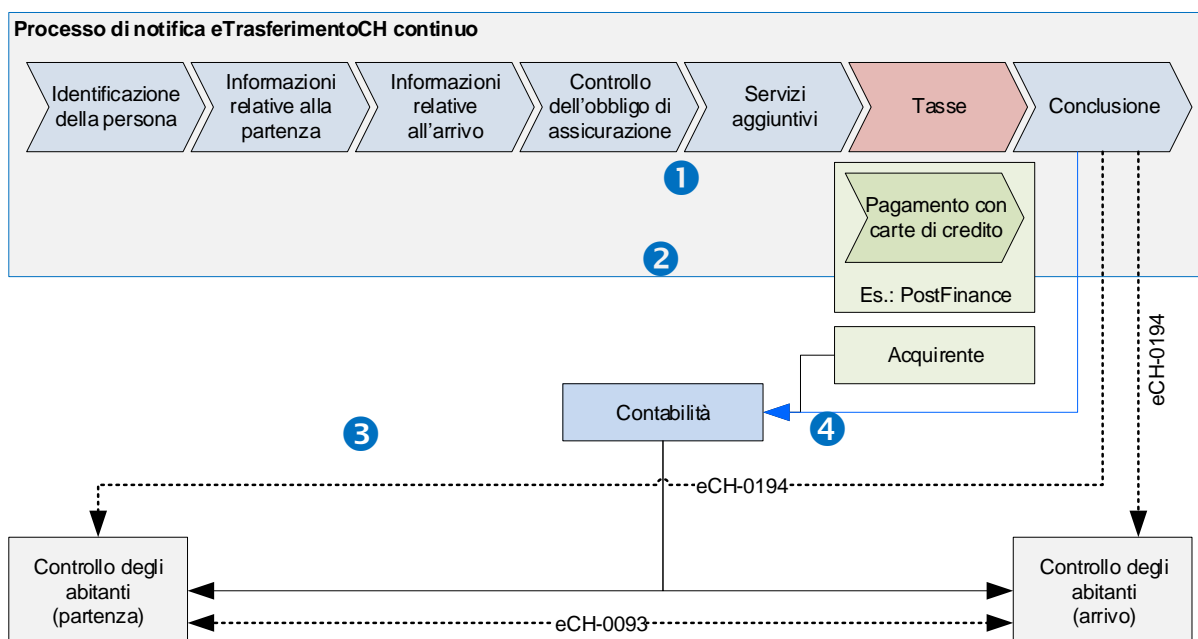 Processo di notifica eTrasferimentoCH continuo
Identificazione
della persona
Informazioni
relative alla
partenza
Informazioni
relative
all'arrivo
Controllo
dell'obbligo di
assicurazione
Servizi
aggiuntivi
Tasse
Conclusione
1
Pagamento con
carte di credito
2
Es.: PostFinance
eCH-0194
Acquirente
Contabilità
3
4
eCH-0194
Controllo degli
abitanti
(partenza)
Controllo degli
abitanti
(arrivo)
eCH-0093